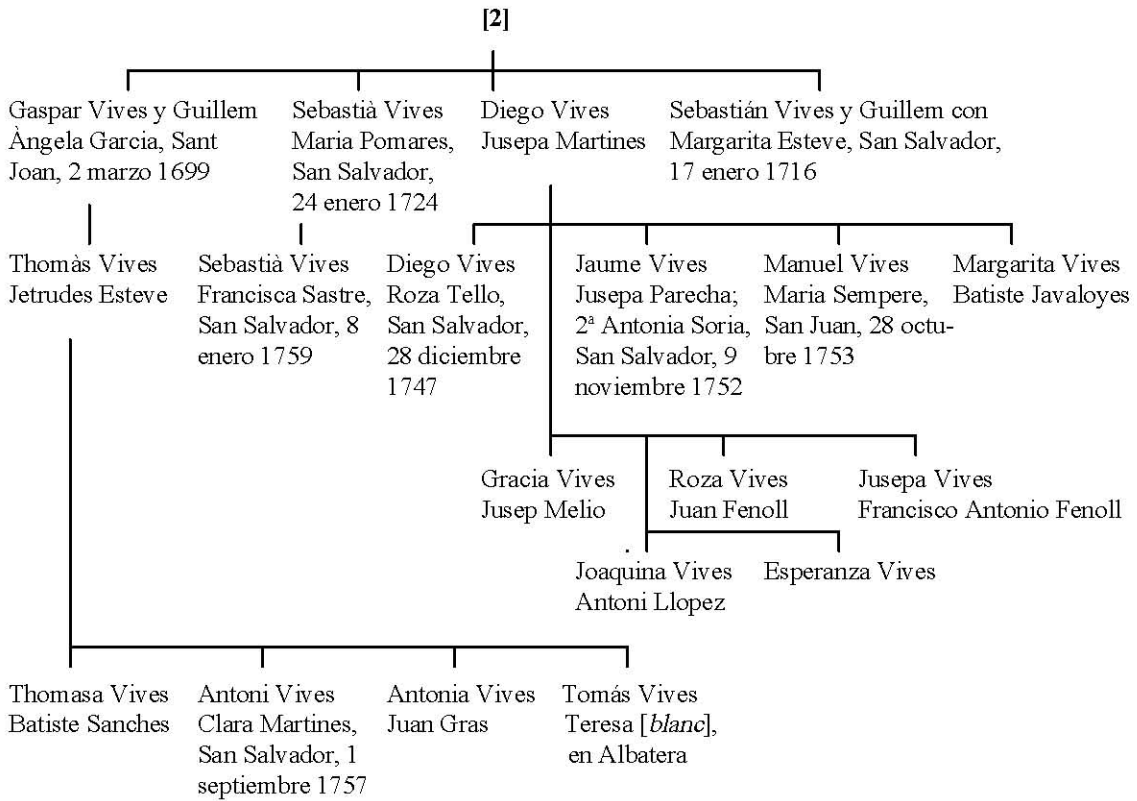 [2]
Gaspar Vives y Guillem
Àngela Garcia, Sant
Joan, 2 marzo 1699
Sebastià Vives
Maria Pomares,
San Salvador,
24 enero 1724
Diego Vives
Jusepa Martines
Sebastián Vives y Guillem con
Margarita Esteve, San Salvador,
17 enero 1716
Thomàs Vives
Jetrudes Esteve
Sebastià Vives
Francisca Sastre,
San Salvador, 8
enero 1759
Diego Vives
Roza Tello,
San Salvador,
28 diciembre
1747
Jaume Vives
Jusepa Parecha;
2ª Antonia Soria,
San Salvador, 9
noviembre 1752
Manuel Vives
Maria Sempere,
San Juan, 28 octu-
bre 1753
Margarita Vives
Batiste Javaloyes
Gracia Vives
Jusep Melio
Roza Vives
Juan Fenoll
Jusepa Vives
Francisco Antonio Fenoll
Joaquina Vives
Antoni Llopez
Esperanza Vives
Thomasa Vives
Batiste Sanches
Antoni Vives
Clara Martines,
San Salvador, 1
septiembre 1757
Antonia Vives
Juan Gras
Tomás Vives
Teresa [blanc],
en Albatera